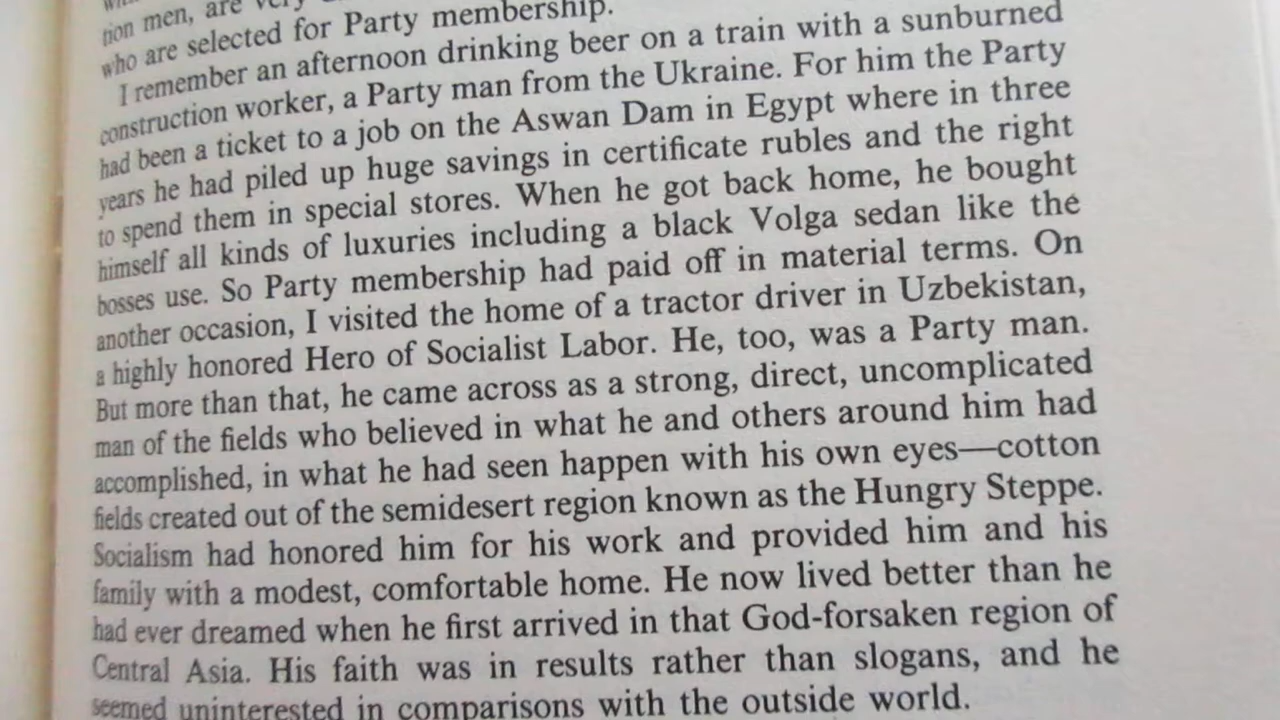 tion men, are very
who are selected for Party membership.
I remember an afternoon drinking beer on a train with a sunburned
construction worker, a Party man from the Ukraine. For him the Party
had been a ticket to a job on the Aswan Dam in Egypt where in three
years he had piled up huge savings in certificate rubles and the right
to spend them in special stores. When he got back home, he bought
himself all kinds of luxuries including a black Volga sedan like the
bosses use. So Party membership had paid off in material terms. On
another occasion, I visited the home of a tractor driver in Uzbekistan,
a highly honored Hero of Socialist Labor. He, too, was a Party man.
But more than that, he came across as a strong, direct, uncomplicated
man of the fields who believed in what he and others around him had
accomplished, in what he had seen happen with his own eyes—cotton
fields created out of the semidesert region known as the Hungry Steppe.
Socialism had honored him for his work and provided him and his
family with a modest, comfortable home. He now lived better than he
had ever dreamed when he first arrived in that God-forsaken region of
Central Asia. His faith was in results rather than slogans, and he
seemed uninterested in comparisons with the outside world.